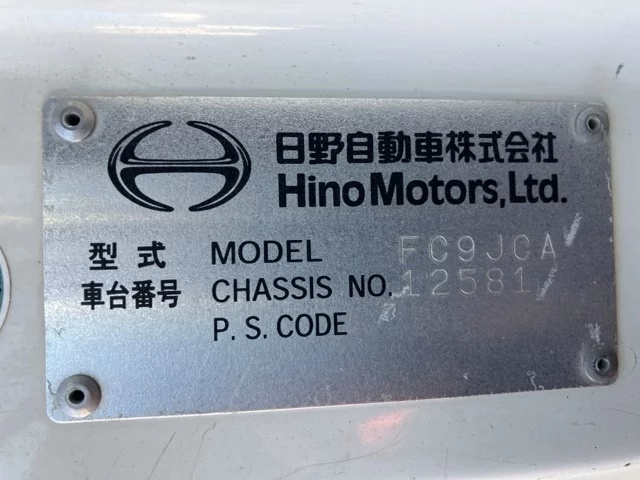 日野自動車株式会社
Hino Motors, Ltd.
型式 MODEL FC9JCA
車台番号 CHASSIS NO. 12581
P. S. CODE